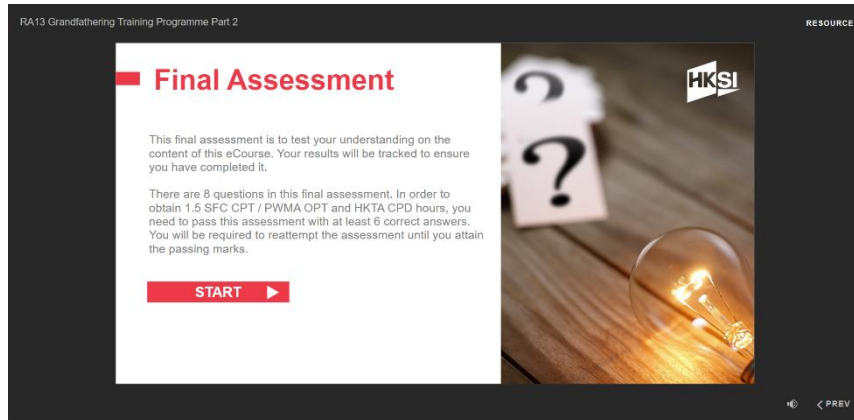 RA13 Grandfathering Training Programme Part 2
RESOURCE
Final Assessment
HKSI
This final assessment is to test your understanding on the
content of this eCourse. Your results will be tracked to ensure
you have completed it.
There are 8 questions in this final assessment. In order to
obtain 1.5 SFC CPT / PWMA OPT and HKTA CPD hours, you
need to pass this assessment with at least 6 correct answers.
You will be required to reattempt the assessment until you attain
the passing marks.
?
?
START
PREV